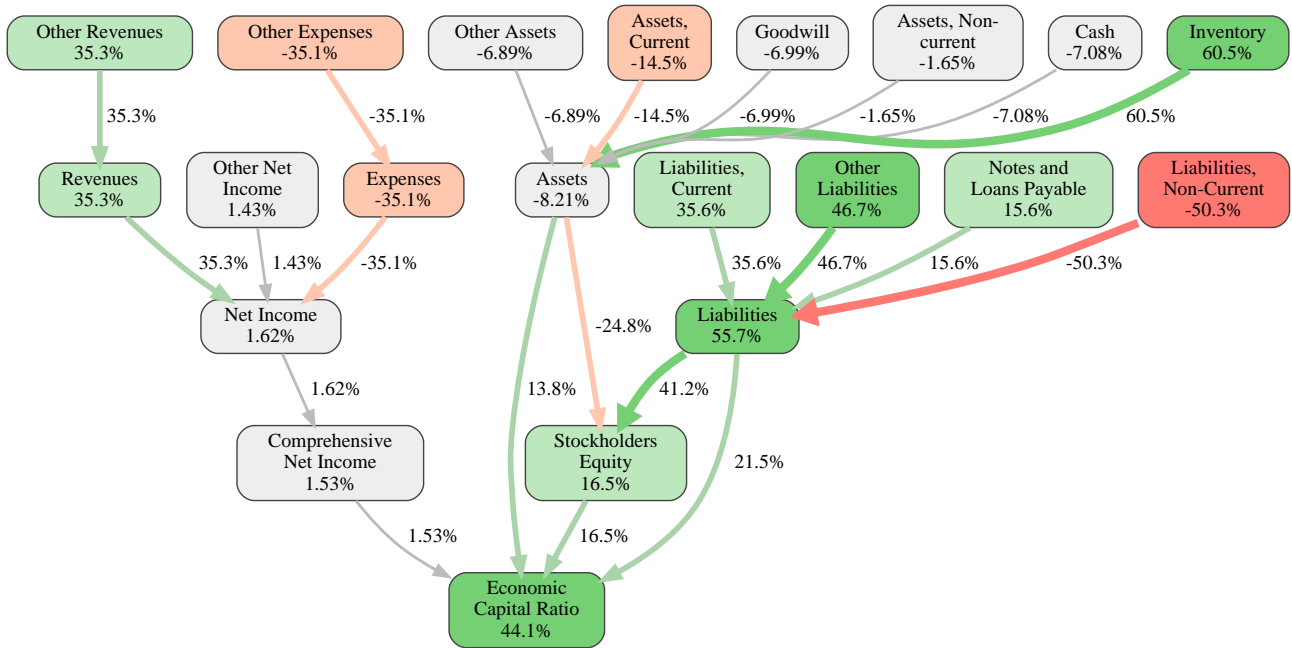 Other Revenues
35.3%
Other Expenses
-35.1%
Other Assets
-6.89%
Assets,
Current
-14.5%
Goodwill
-6.99%
Assets, Non-
current
-1.65%
Cash
-7.08%
Inventory
60.5%
35.3%
-35.1%
-6.89%
-14.5%
-6.99%
-1.65%
-7.08%
60.5%
Revenues
35.3%
Other Net
Income
1.43%
Expenses
-35.1%
Assets
-8.21%
Liabilities,
Current
35.6%
Other
Liabilities
46.7%
Notes and
Loans Payable
15.6%
Liabilities,
Non-Current
-50.3%
35.3%
1.43%
-35.1%
35.6%
46.7%
15.6%
-50.3%
Net Income
1.62%
-24.8%
Liabilities
55.7%
1.62%
13.8%
41.2%
Comprehensive
Net Income
1.53%
Stockholders
Equity
16.5%
21.5%
1.53%
16.5%
Economic
Capital Ratio
44.1%